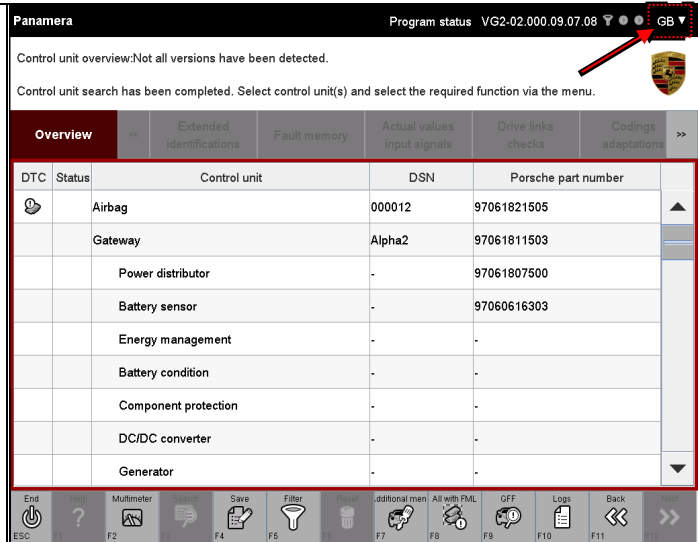 Panamera Program status VG2-02.000.09.07.08 GB ▼
Control unit overview:Not all versions have been detected.
Control unit search has been completed. Select control unit(s) and select the required function via the menu.
Overview << Extended identifications Fault memory Actual values input signals Drive links checks Codings adaptations >>
DTC Status Control unit DSN Porsche part number
Airbag 000012 97061821505
Gateway Alpha2 97061811503
Power distributor - 97061807500
Battery sensor - 97060616303
Energy management - -
Battery condition - -
Component protection - -
DC/DC converter - -
Generator - -
End Help Multimeter Search Save Filter Reset .dditional men All with FML GFF Logs Back Next
ESC F1 F2 F3 F4 F5 F6 F7 F8 F9 F10 F11 F12